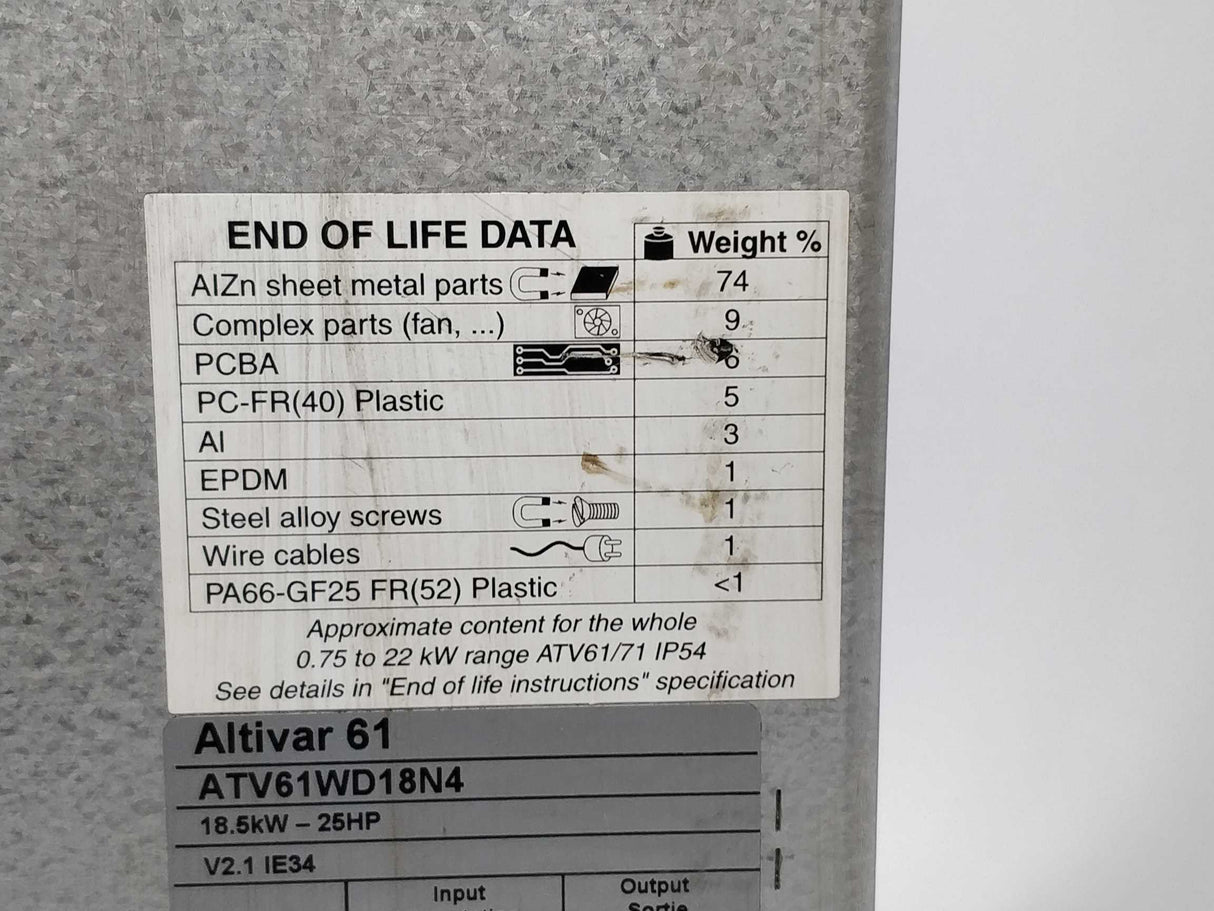 END OF LIFE DATA Weight %
AlZn sheet metal parts 74
Complex parts (fan, ...) 9
PCBA 6
PC-FR(40) Plastic 5
Al 3
EPDM 1
Steel alloy screws 1
Wire cables 1
PA66-GF25 FR(52) Plastic <1
Approximate content for the whole
0.75 to 22 kW range ATV61/71 IP54
See details in "End of life instructions" specification
Altivar 61
ATV61WD18N4
18.5kW – 25HP
V2.1 IE34
Input Output
Sortie